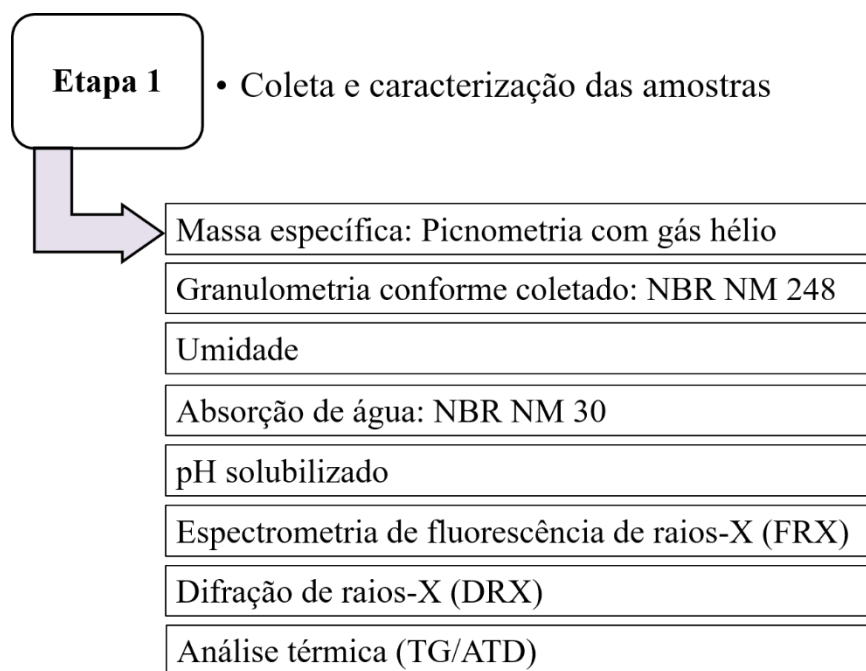 Etapa 1
• Coleta e caracterização das amostras
Massa específica: Picnometria com gás hélio
Granulometria conforme coletado: NBR NM 248
Umidade
Absorção de água: NBR NM 30
pH solubilizado
Espectrometria de fluorescência de raios-X (FRX)
Difração de raios-X (DRX)
Análise térmica (TG/ATD)